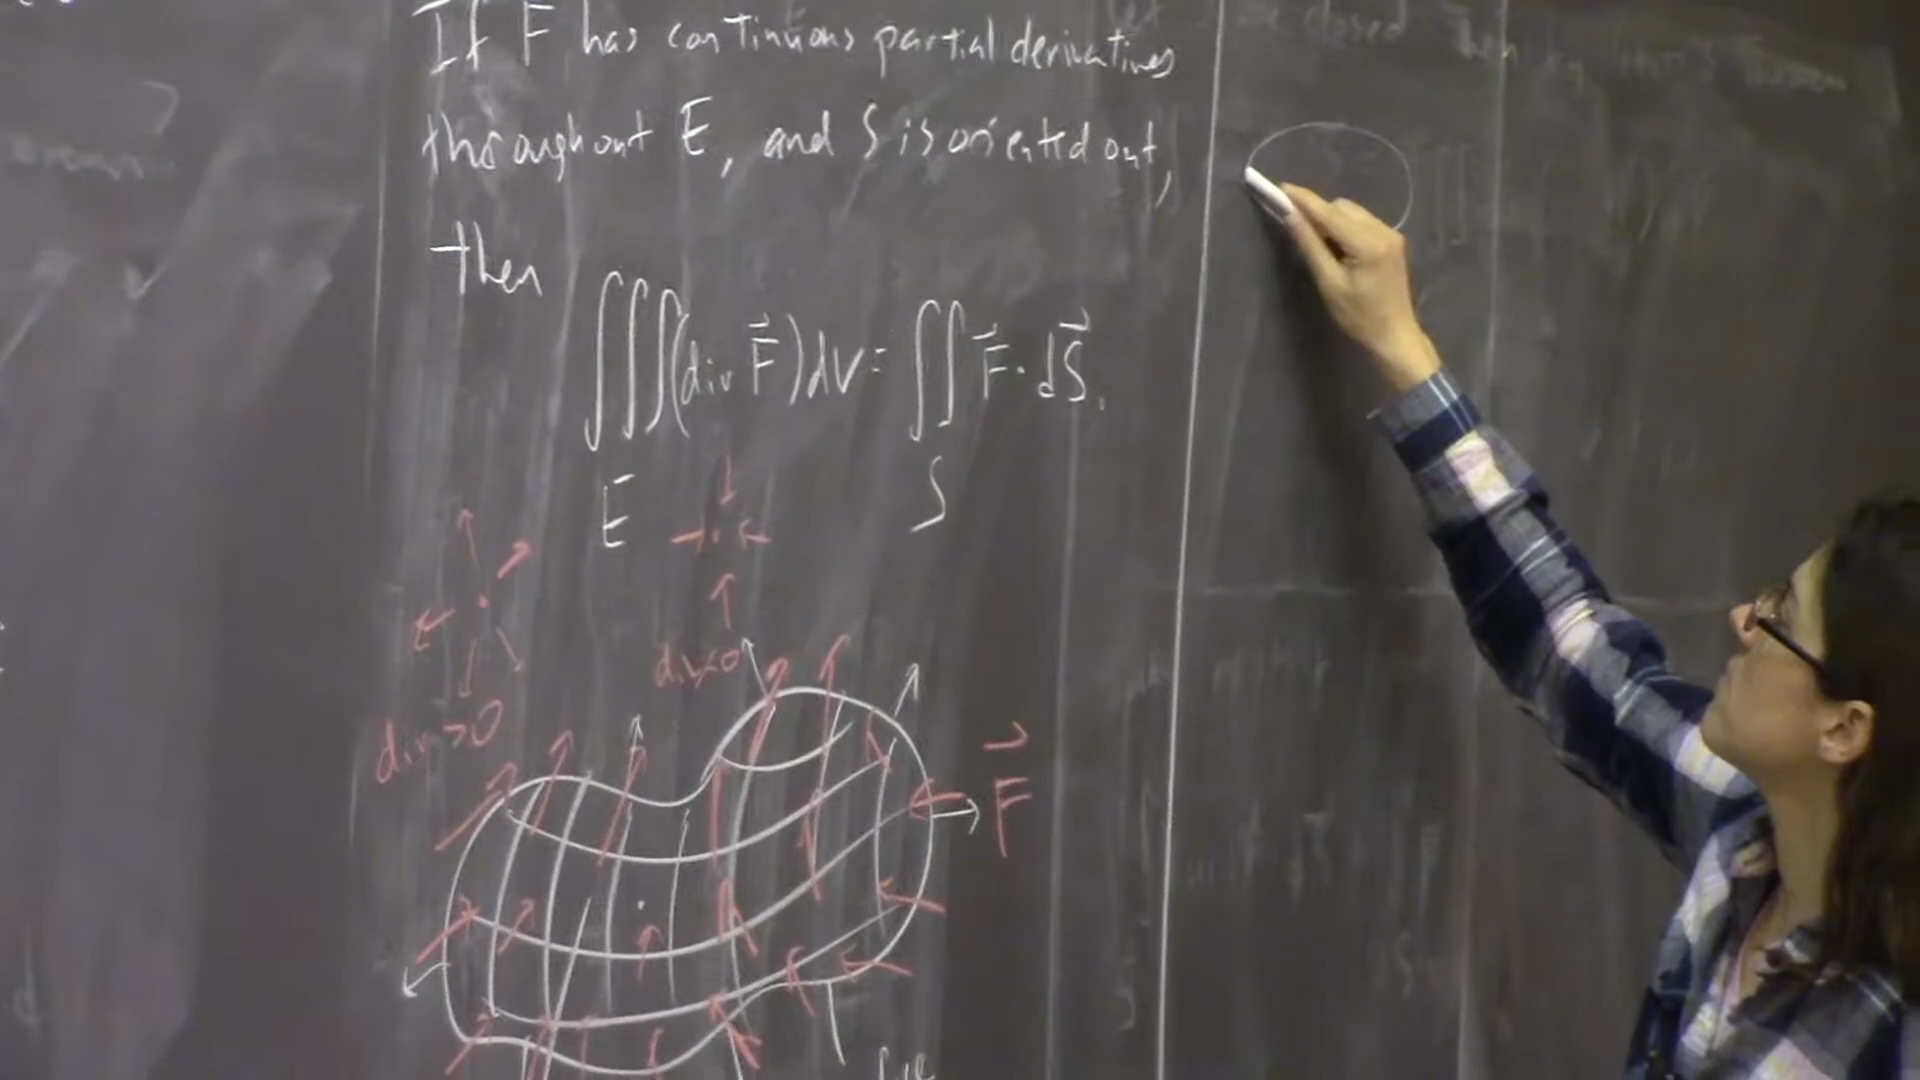 If F has continuous partial derivatives
throughout E, and S is oriented out,
then
∭(div F⃗)dV = ∬ F⃗ · dS⃗.
E S
div<0
div>0
F⃗